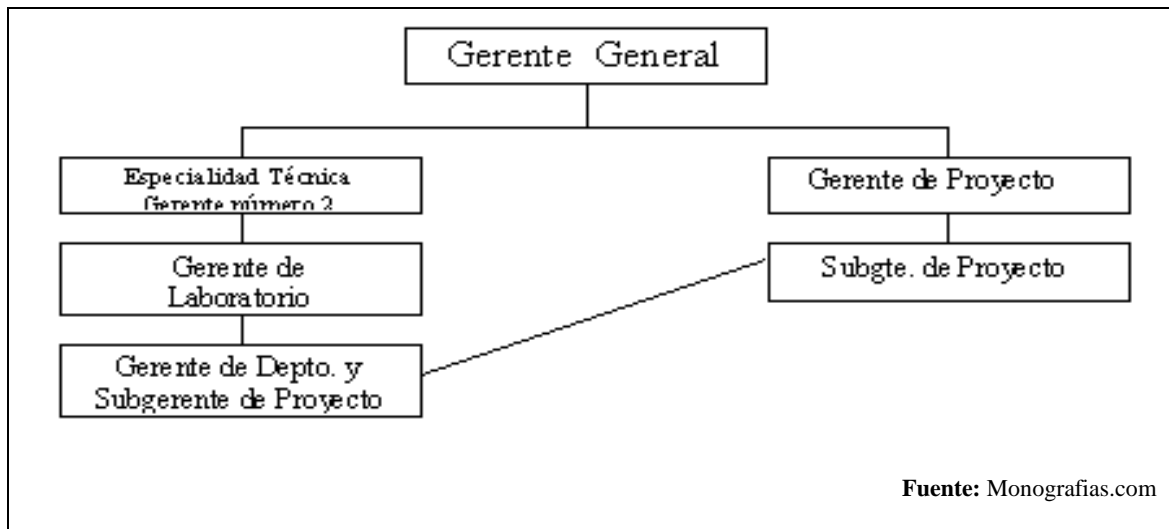 Gerente General
Especialidad Técnica
Gerente número 2
Gerente de Proyecto
Gerente de
Laboratorio
Subgte. de Proyecto
Gerente de Depto. y
Subgerente de Proyecto
Fuente: Monografias.com